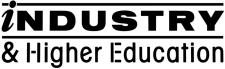 iNDUSTRY
& Higher Education